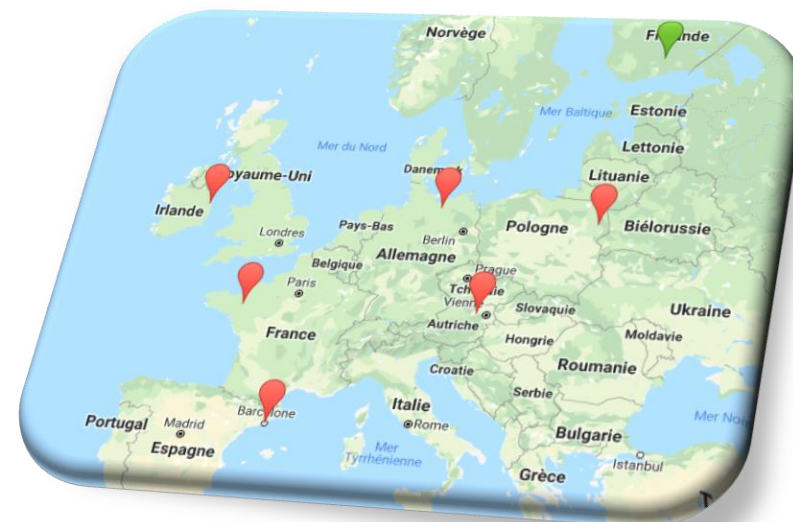 Norvège
Mer Baltique
Estonie
Lettonie
Mer du Nord
Danemark
Lituanie
Royaume-Uni
Irlande
Londres
Pays-Bas
Berlin
Pologne
Biélorussie
Belgique
Allemagne
Paris
Prague
Vienne
Slovaquie
Ukraine
Autriche
France
Hongrie
Moldavie
Croatie
Roumanie
Serbie
Barcelone
Italie
Portugal
Madrid
Rome
Bulgarie
Mer
Espagne
Mer
Tyrrhénienne
Istanbul
Grèce